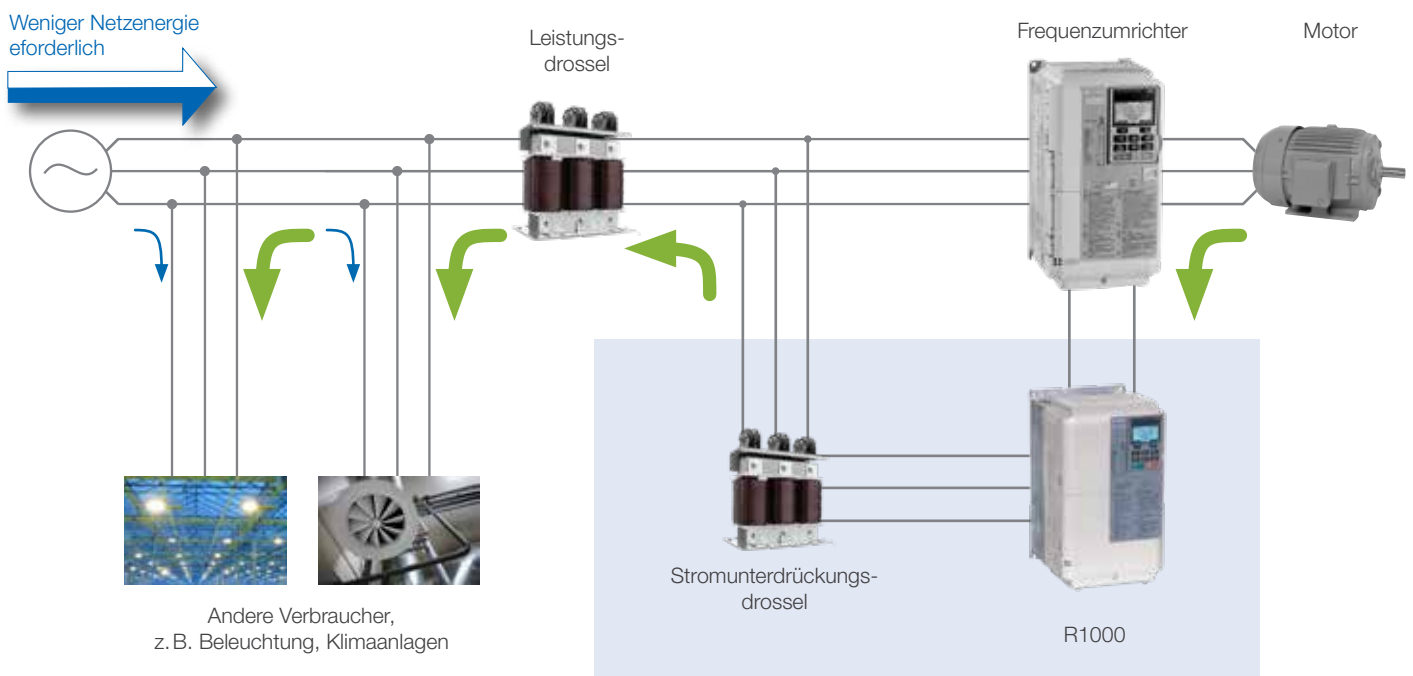 Weniger Netzenergie
eforderlich
Leistungs-
drossel
Frequenzumrichter
Motor
Stromunterdrückungs-
drossel
R1000
Andere Verbraucher,
z. B. Beleuchtung, Klimaanlagen